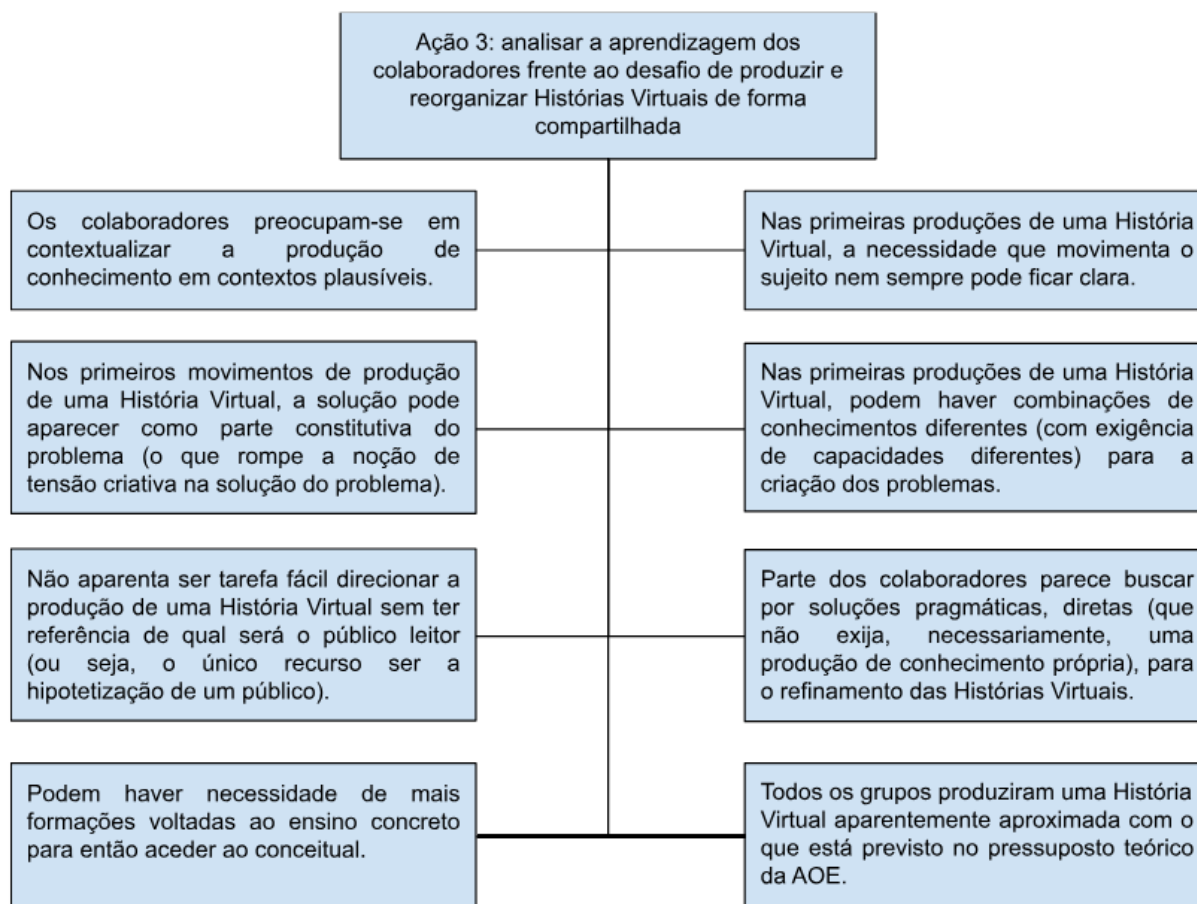 Ação 3: analisar a aprendizagem dos
colaboradores frente ao desafio de produzir e
reorganizar Histórias Virtuais de forma
compartilhada
Os colaboradores preocupam-se em
contextualizar a produção de
conhecimento em contextos plausíveis.
Nas primeiras produções de uma História
Virtual, a necessidade que movimenta o
sujeito nem sempre pode ficar clara.
Nos primeiros movimentos de produção
de uma História Virtual, a solução pode
aparecer como parte constitutiva do
problema (o que rompe a noção de
tensão criativa na solução do problema).
Nas primeiras produções de uma História
Virtual, podem haver combinações de
conhecimentos diferentes (com exigência
de capacidades diferentes) para a
criação dos problemas.
Não aparenta ser tarefa fácil direcionar a
produção de uma História Virtual sem ter
referência de qual será o público leitor
(ou seja, o único recurso ser a
hipotetização de um público).
Parte dos colaboradores parece buscar
por soluções pragmáticas, diretas (que
não exija, necessariamente, uma
produção de conhecimento própria), para
o refinamento das Histórias Virtuais.
Podem haver necessidade de mais
formações voltadas ao ensino concreto
para então aceder ao conceitual.
Todos os grupos produziram uma História
Virtual aparentemente aproximada com o
que está previsto no pressuposto teórico
da AOE.